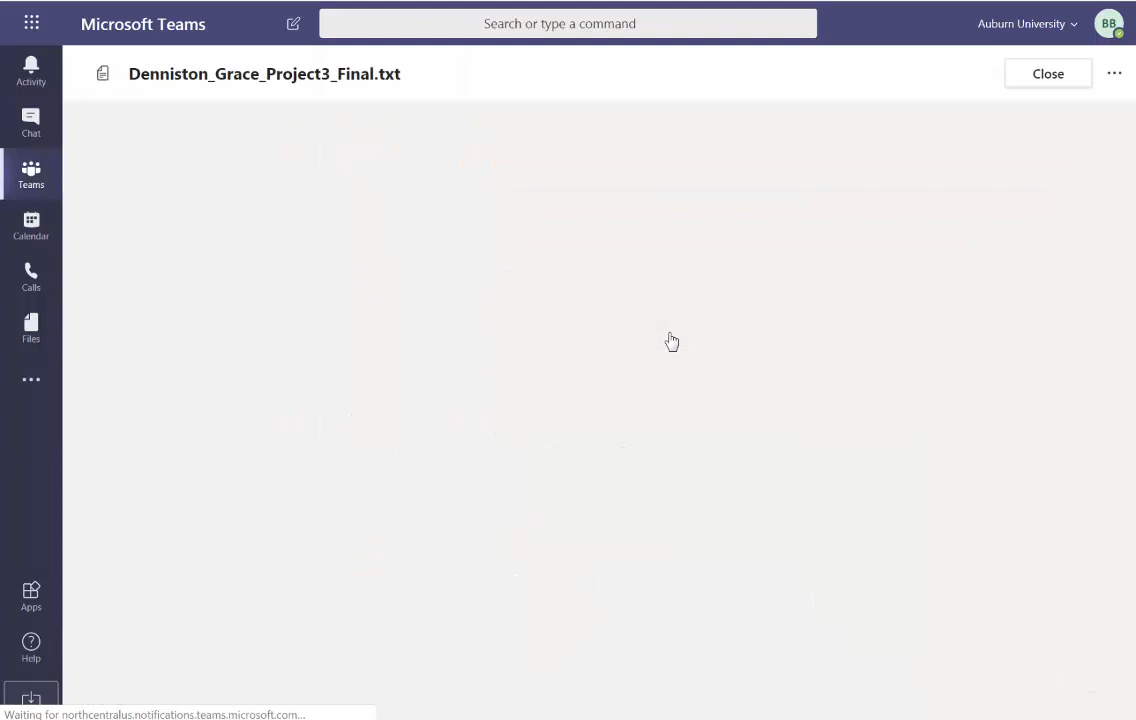 Microsoft Teams
Search or type a command
Auburn University
BB
Activity
Denniston_Grace_Project3_Final.txt
Close
Chat
Teams
Calendar
Calls
Files
Apps
Help
Waiting for northcentralus.notifications.teams.microsoft.com...